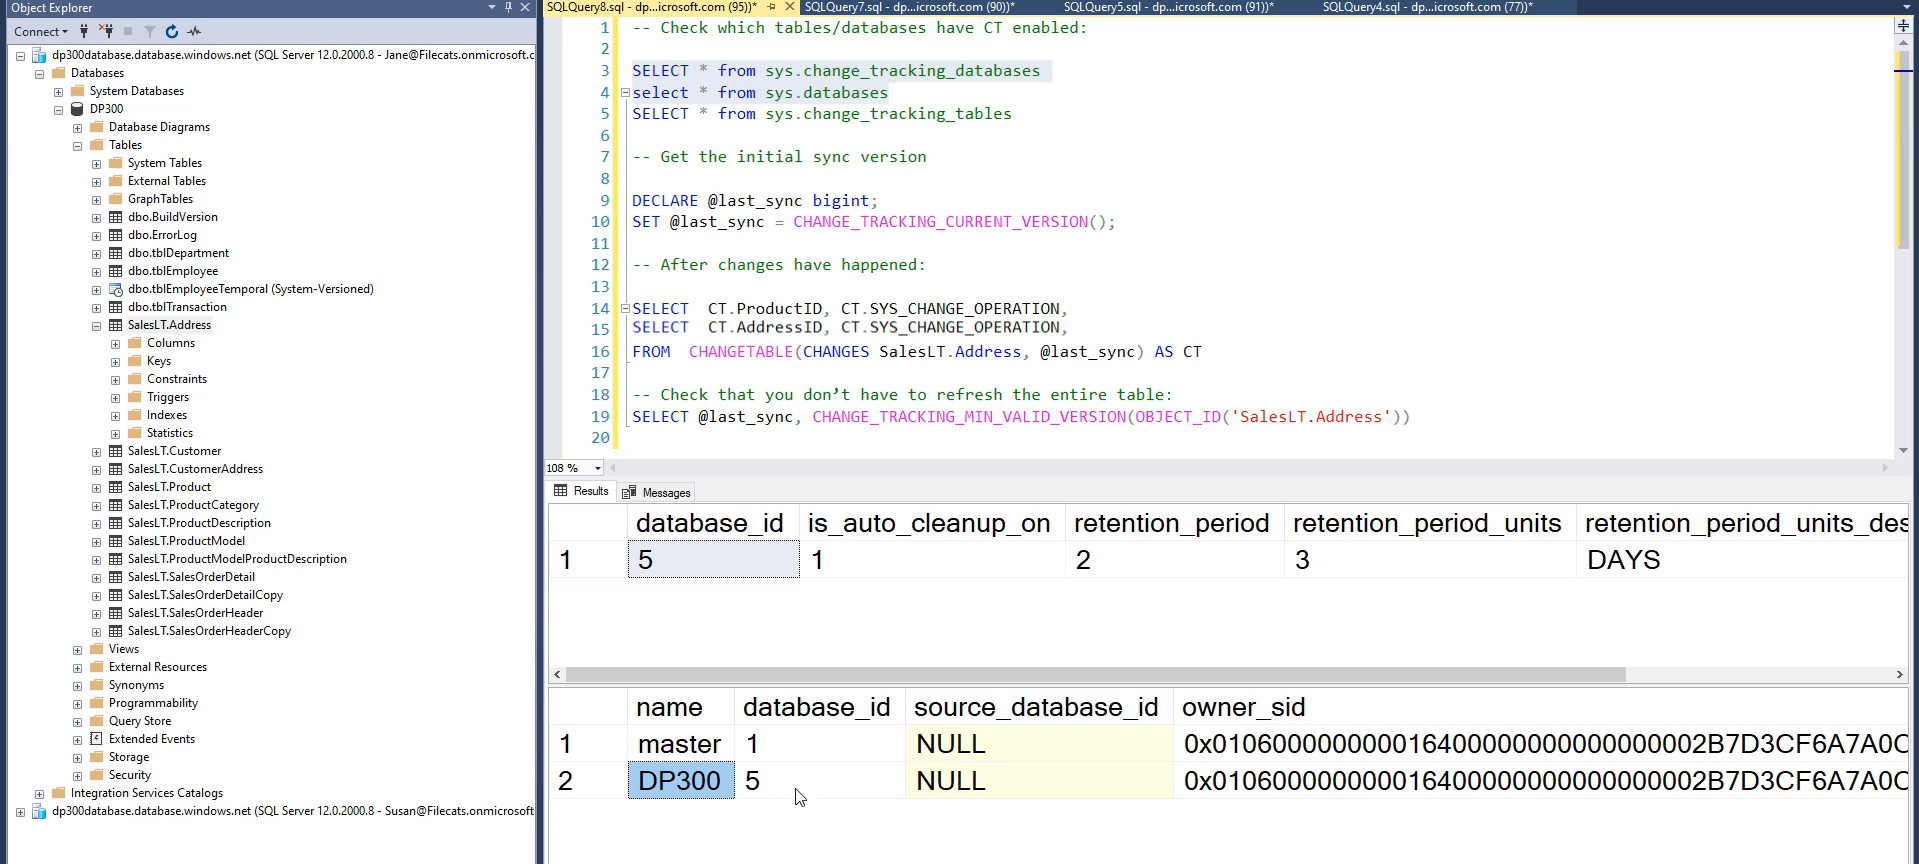 Object Explorer
Connect
dp300database.database.windows.net (SQL Server 12.0.2000.8 - Jane@Filecats.onmicrosoft.c
Databases
System Databases
DP300
Database Diagrams
Tables
System Tables
External Tables
GraphTables
dbo.BuildVersion
dbo.ErrorLog
dbo.tblDepartment
dbo.tblEmployee
dbo.tblEmployeeTemporal (System-Versioned)
dbo.tblTransaction
SalesLT.Address
Columns
Keys
Constraints
Triggers
Indexes
Statistics
SalesLT.Customer
SalesLT.CustomerAddress
SalesLT.Product
SalesLT.ProductCategory
SalesLT.ProductDescription
SalesLT.ProductModel
SalesLT.ProductModelProductDescription
SalesLT.SalesOrderDetail
SalesLT.SalesOrderDetailCopy
SalesLT.SalesOrderHeader
SalesLT.SalesOrderHeaderCopy
Views
External Resources
Synonyms
Programmability
Query Store
Extended Events
Storage
Security
Integration Services Catalogs
dp300database.database.windows.net (SQL Server 12.0.2000.8 - Susan@Filecats.onmicrosoft
SQLQuery8.sql - dp...icrosoft.com (95))* SQLQuery7.sql - dp...icrosoft.com (90))* SQLQuery5.sql - dp...icrosoft.com (91))* SQLQuery4.sql - dp...icrosoft.com (77))*
1 -- Check which tables/databases have CT enabled:
2
3 SELECT * from sys.change_tracking_databases
4 select * from sys.databases
5 SELECT * from sys.change_tracking_tables
6
7 -- Get the initial sync version
8
9 DECLARE @last_sync bigint;
10 SET @last_sync = CHANGE_TRACKING_CURRENT_VERSION();
11
12 -- After changes have happened:
13
14 SELECT CT.ProductID, CT.SYS_CHANGE_OPERATION,
15 SELECT CT.AddressID, CT.SYS_CHANGE_OPERATION,
16 FROM CHANGETABLE(CHANGES SalesLT.Address, @last_sync) AS CT
17
18 -- Check that you don’t have to refresh the entire table:
19 SELECT @last_sync, CHANGE_TRACKING_MIN_VALID_VERSION(OBJECT_ID('SalesLT.Address'))
20
108 %
Results Messages
database_id is_auto_cleanup_on retention_period retention_period_units retention_period_units_des
1 5 1 2 3 DAYS
name database_id source_database_id owner_sid
1 master 1 NULL 0x01060000000001640000000000000002B7D3CF6A7A0C
2 DP300 5 NULL 0x01060000000001640000000000000002B7D3CF6A7A0C